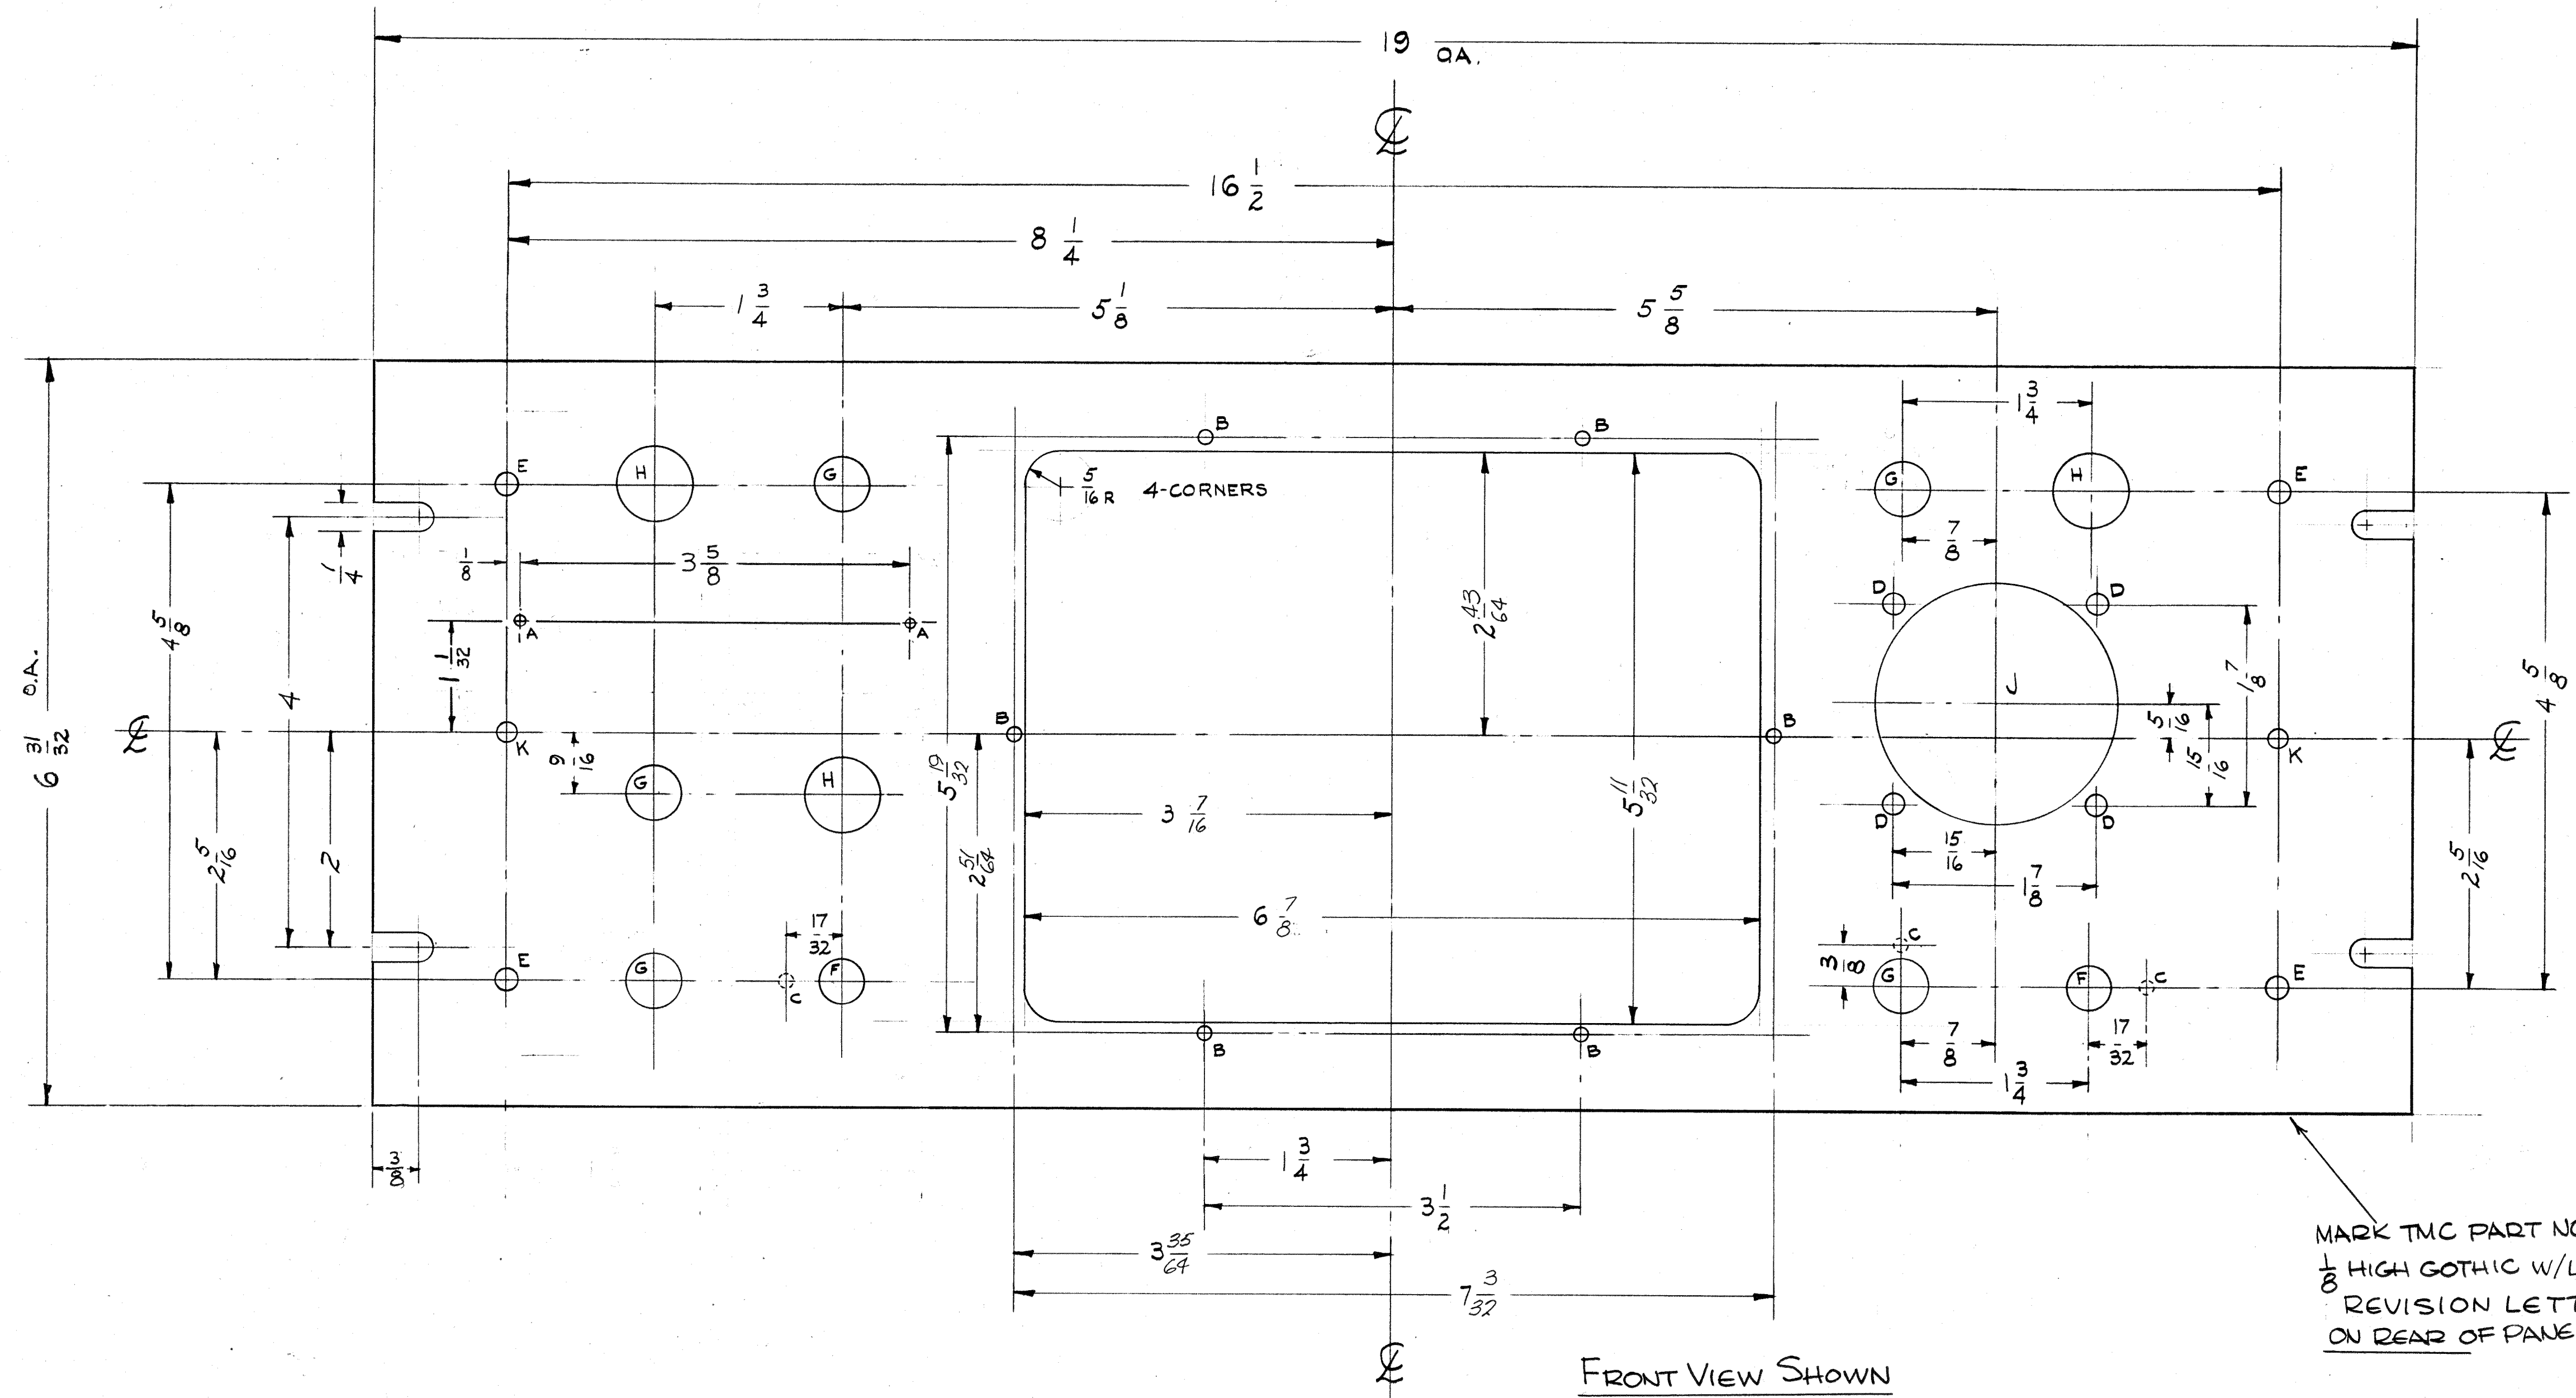 19 O.A.
℄
16 1/2
8 1/4
1 3/4
5 1/8
5 5/8
1 3/4
B
B
E
H
G
G
H
E
5/16 R 4-CORNERS
1/4
1/8
3 5/8
7/8
D
D
A
A
4 5/8
4
1 1/32
2 43/64
1 7/8
4 5/8
O.A.
6 31/32
℄
K
B
B
J
5/16
15/16
K
℄
9/16
5 19/32
5 11/32
G
H
3 7/16
D
D
2 5/16
2
2 51/64
15/16
1 7/8
2 5/16
6 7/8
17/32
C
3/8
E
G
C
F
G
F
C
E
B
B
7/8
17/32
1 3/4
3/8
1 3/4
3 1/2
3 35/64
7 3/32
MARK TMC PART
1/8 HIGH GOTHIC
REVISION
ON REAR OF
℄
FRONT VIEW SHOWN